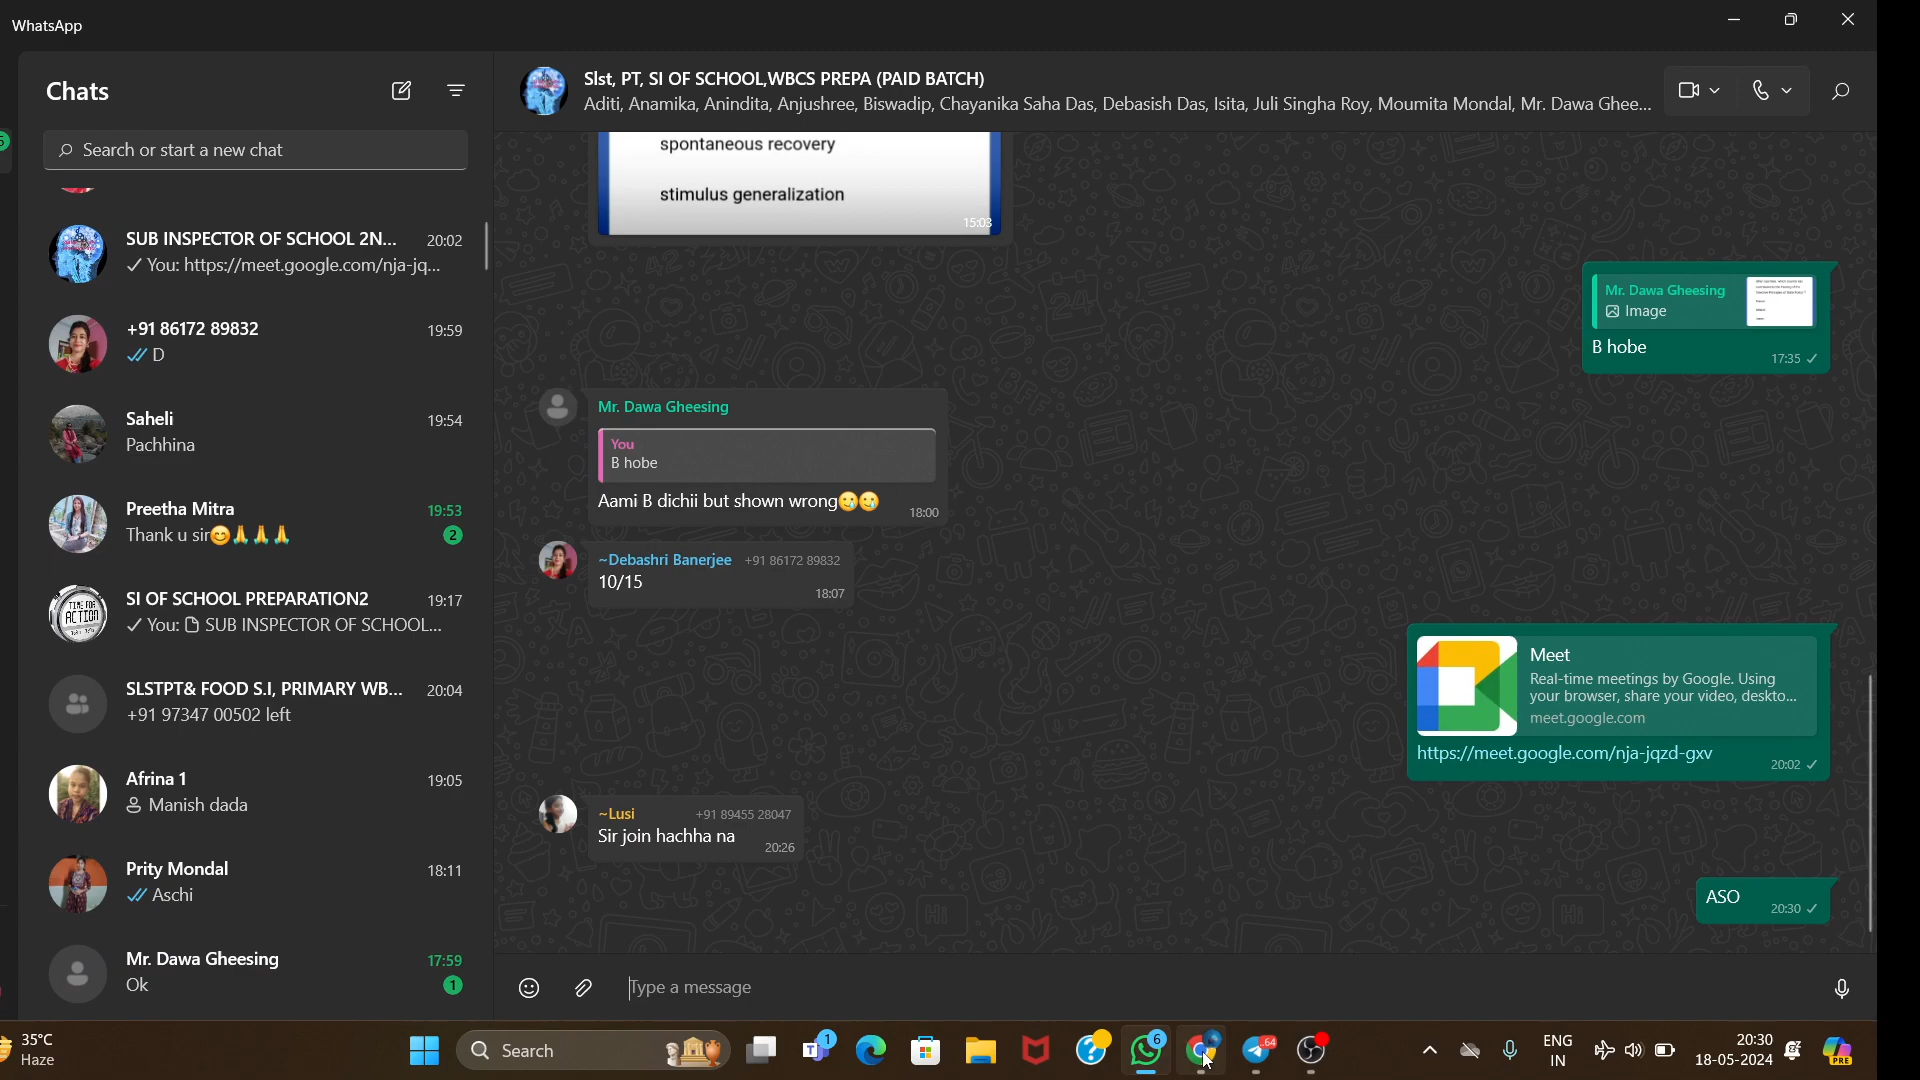 WhatsApp
Chats
Search or start a new chat
SUB INSPECTOR OF SCHOOL 2N... 20:02
You: https://meet.google.com/nja-jq...
+91 86172 89832 19:59
D
Saheli 19:54
Pachhina
Preetha Mitra 19:53
Thank u sir😊🙏🙏🙏 2
TIME FOR
ACTION
SI OF SCHOOL PREPARATION2 19:17
You: SUB INSPECTOR OF SCHOOL...
SLSTPT& FOOD S.I, PRIMARY WB... 20:04
+91 97347 00502 left
Afrina 1 19:05
Manish dada
Prity Mondal 18:11
Aschi
Mr. Dawa Gheesing 17:59
Ok 1
Slst, PT, SI OF SCHOOL,WBCS PREPA (PAID BATCH)
Aditi, Anamika, Anindita, Anjushree, Biswadip, Chayanika Saha Das, Debasish Das, Isita, Juli Singha Roy, Moumita Mondal, Mr. Dawa Ghee...
spontaneous recovery
stimulus generalization
15:03
Mr. Dawa Gheesing
Image
B hobe
17:35
Mr. Dawa Gheesing
You
B hobe
Aami B dichii but shown wrong🥲🥲
18:00
~Debashri Banerjee +91 86172 89832
10/15
18:07
Meet
Real-time meetings by Google. Using
your browser, share your video, deskto...
meet.google.com
https://meet.google.com/nja-jqzd-gxv
20:02
~Lusi +91 89455 28047
Sir join hachha na
20:26
ASO
20:30
Type a message
35°C
Haze
Search
1
6
64
ENG
IN
20:30
18-05-2024
PRE